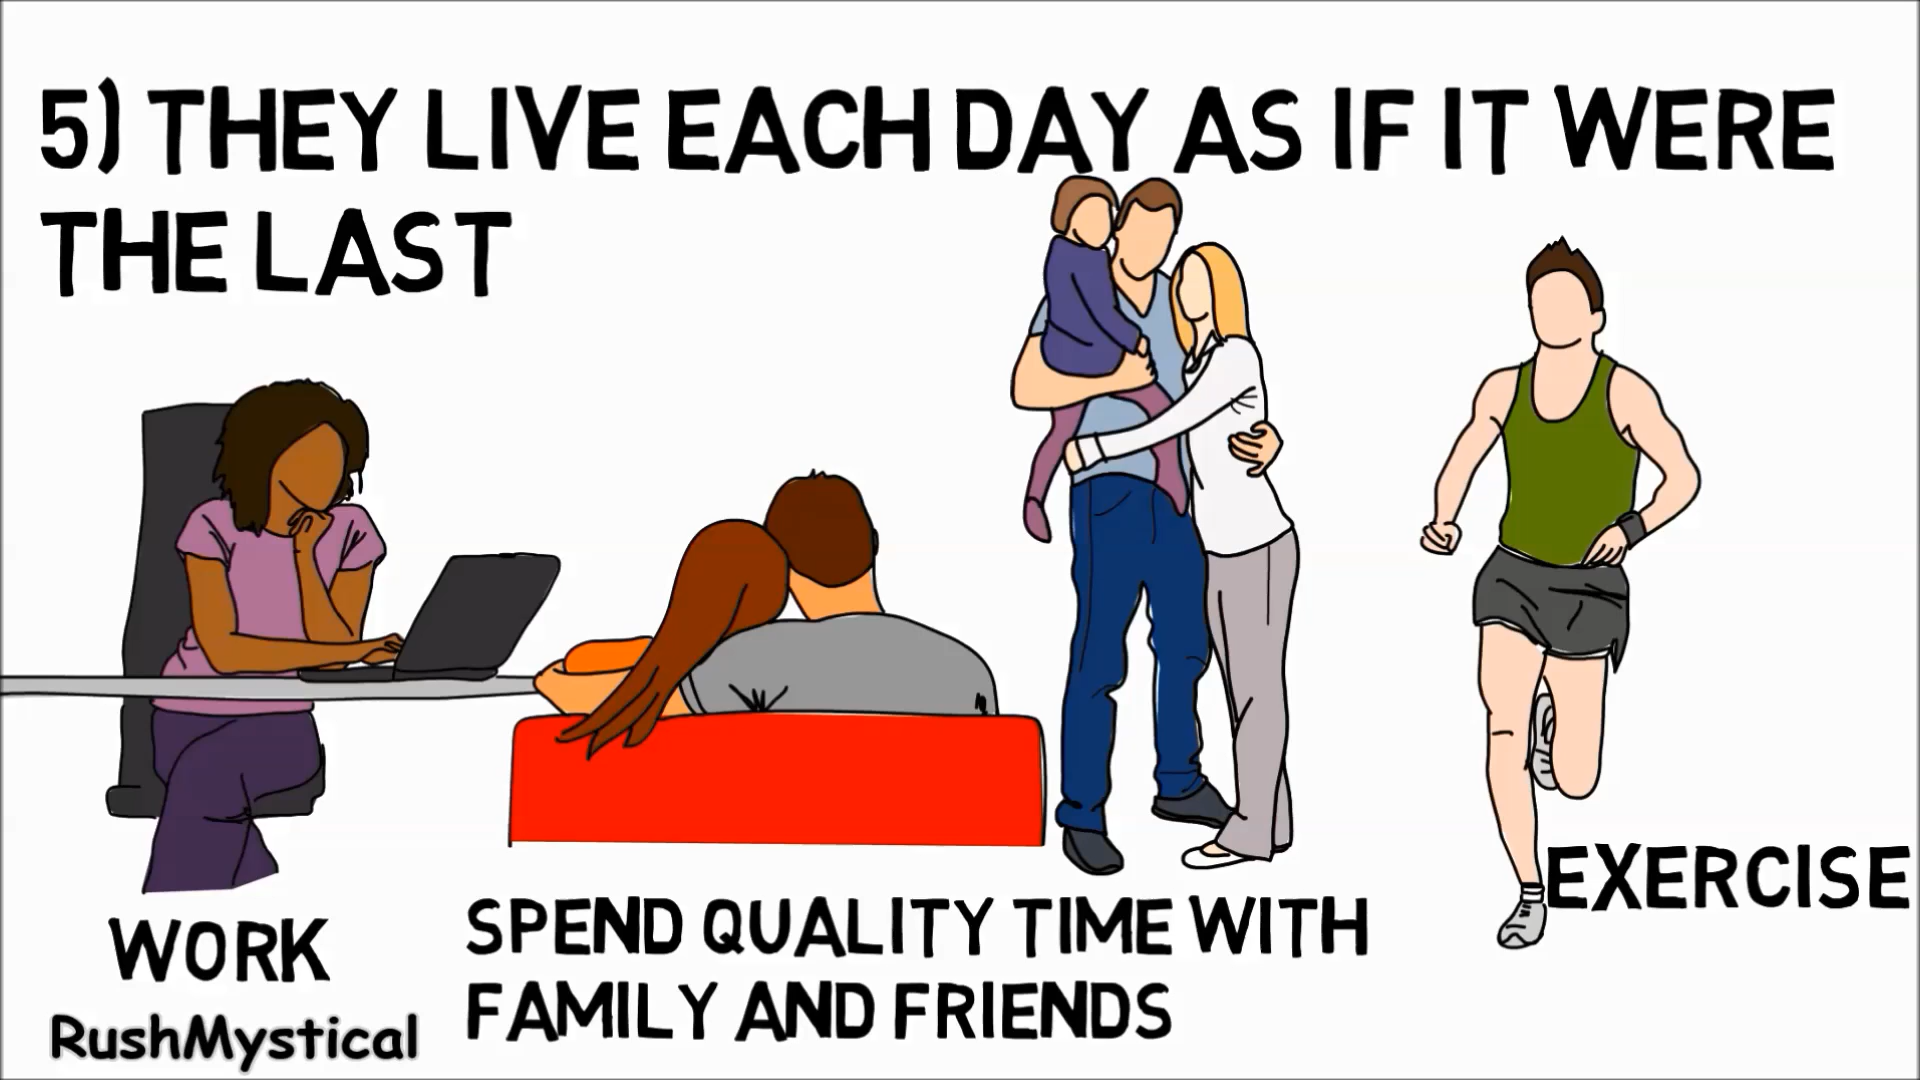 5) THEY LIVE EACH DAY AS IF IT WERE
THE LAST
WORK
SPEND QUALITY TIME WITH
FAMILY AND FRIENDS
EXERCISE
RushMystical